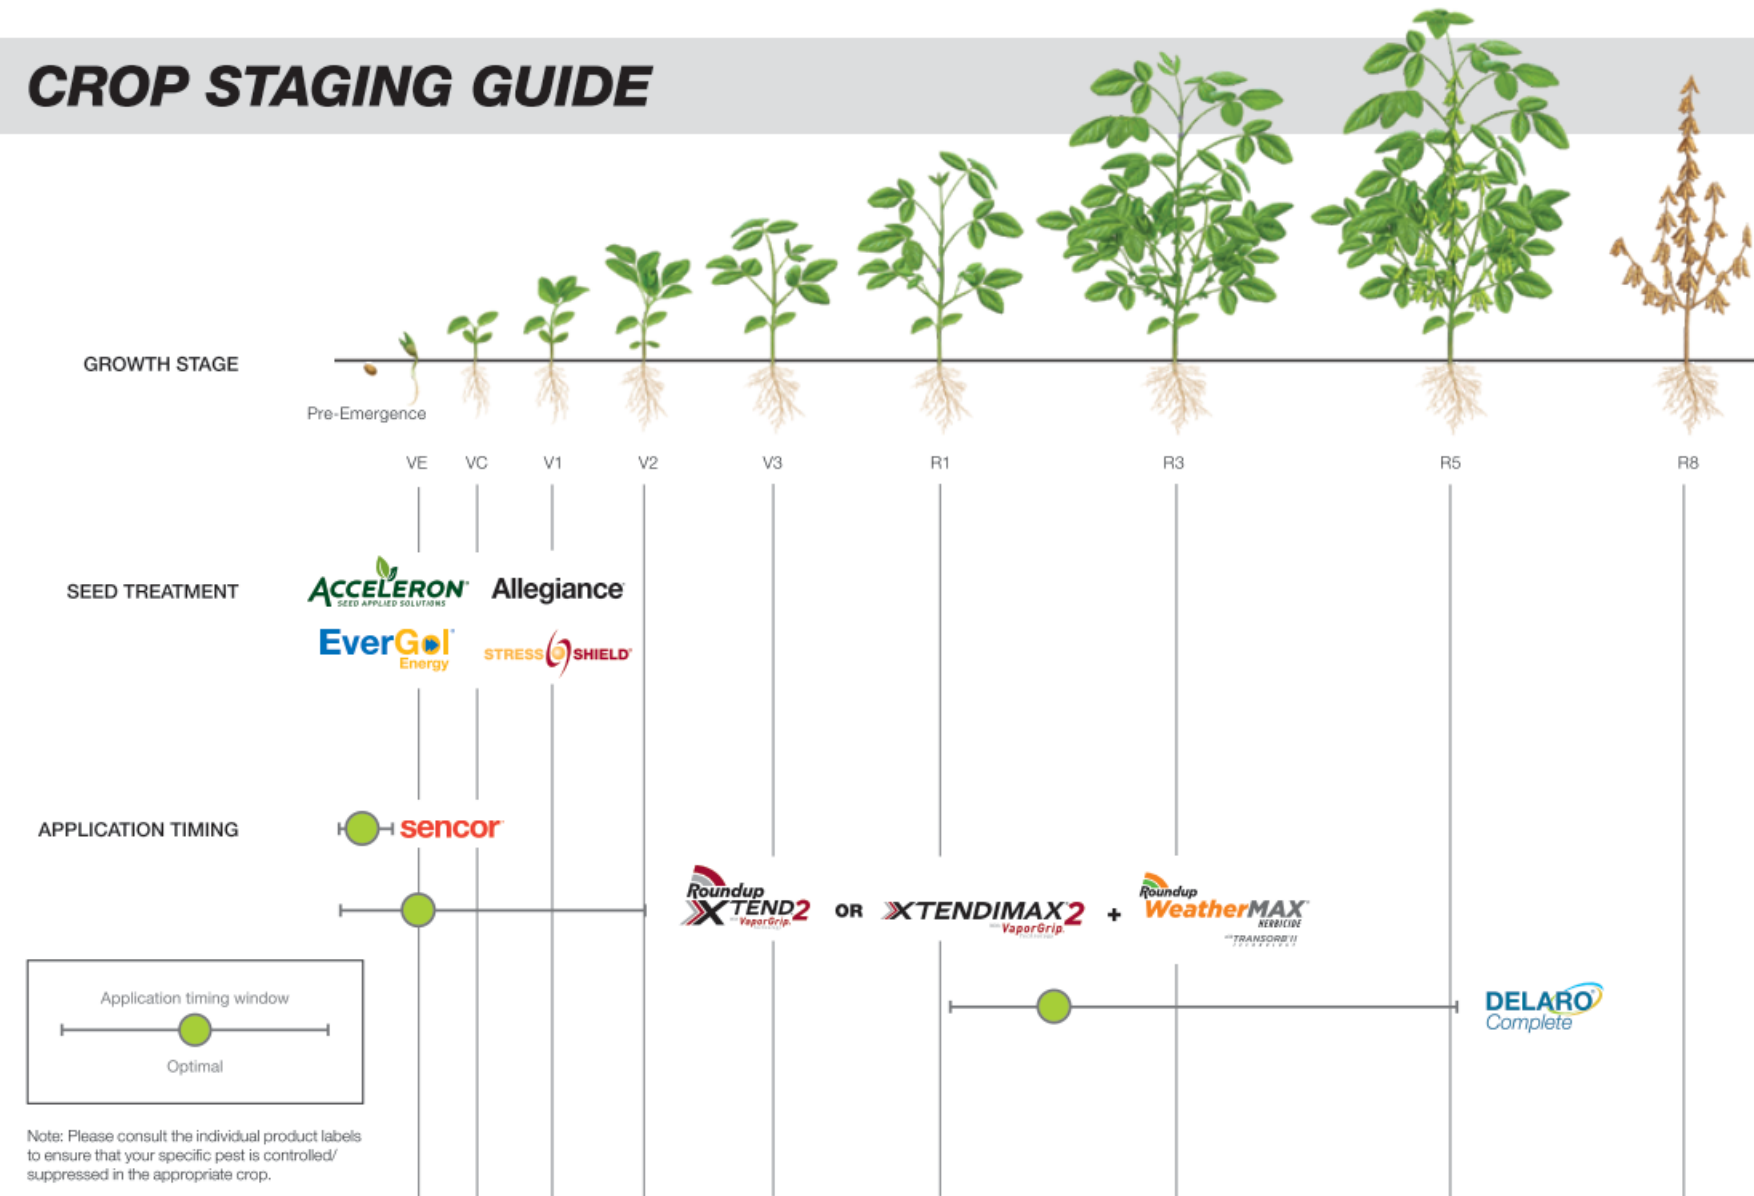 CROP STAGING GUIDE
GROWTH STAGE
Pre-Emergence
VE VC V1 V2 V3 R1 R3 R5 R8
SEED TREATMENT
ACCELERON
SEED APPLIED SOLUTIONS
Allegiance
EverGol
Energy
STRESS SHIELD
APPLICATION TIMING
sencor
Roundup
XTEND2
VaporGrip
OR
XTENDIMAX 2
VaporGrip
+
Roundup
WeatherMAX
HERBICIDE
TRANSORB II
TECHNOLOGY
DELARO
Complete
Application timing window
Optimal
Note: Please consult the individual product labels
to ensure that your specific pest is controlled/
suppressed in the appropriate crop.